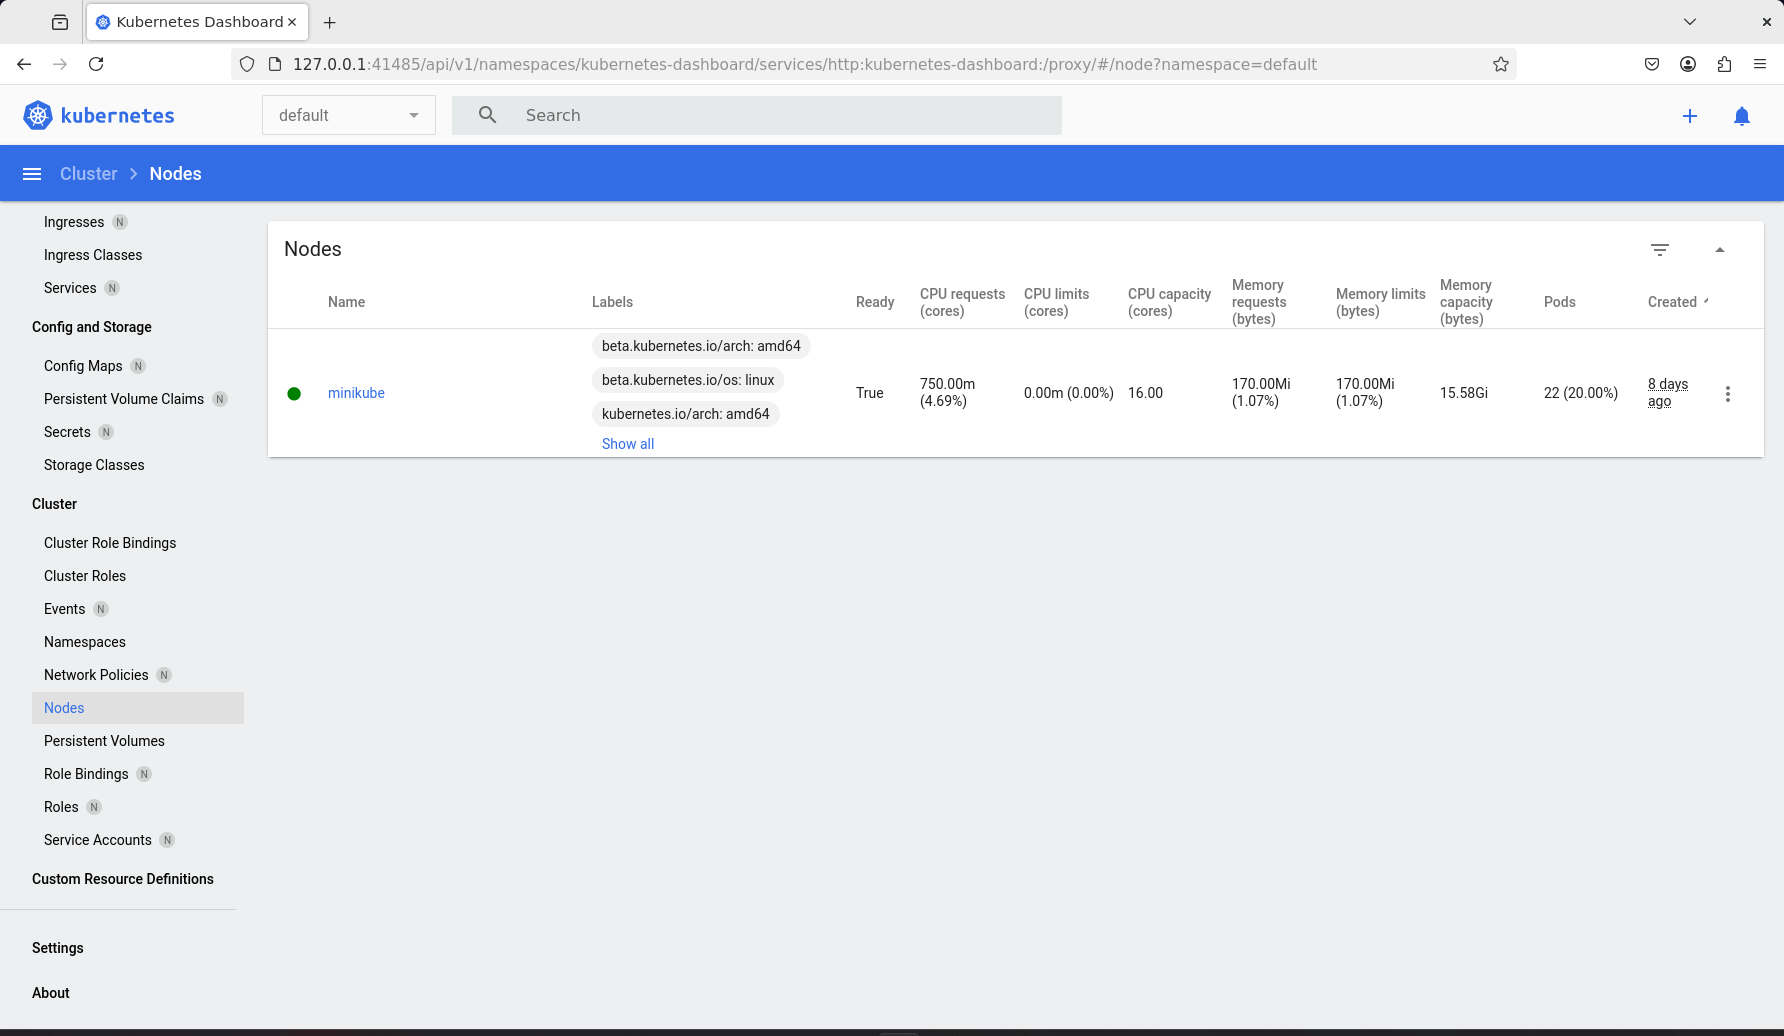 Kubernetes Dashboard
127.0.0.1:41485/api/v1/namespaces/kubernetes-dashboard/services/http:kubernetes-dashboard:/proxy/#/node?namespace=default
kubernetes
default
Search
Cluster
Nodes
Ingresses N
Ingress Classes
Services N
Config and Storage
Config Maps N
Persistent Volume Claims N
Secrets N
Storage Classes
Cluster
Cluster Role Bindings
Cluster Roles
Events N
Namespaces
Network Policies N
Nodes
Persistent Volumes
Role Bindings N
Roles N
Service Accounts N
Custom Resource Definitions
Settings
About
Nodes
Name
Labels
Ready
CPU requests
(cores)
CPU limits
(cores)
CPU capacity
(cores)
Memory
requests
(bytes)
Memory limits
(bytes)
Memory
capacity
(bytes)
Pods
Created
minikube
beta.kubernetes.io/arch: amd64
beta.kubernetes.io/os: linux
kubernetes.io/arch: amd64
Show all
True
750.00m
(4.69%)
0.00m (0.00%)
16.00
170.00Mi
(1.07%)
170.00Mi
(1.07%)
15.58Gi
22 (20.00%)
8 days
ago